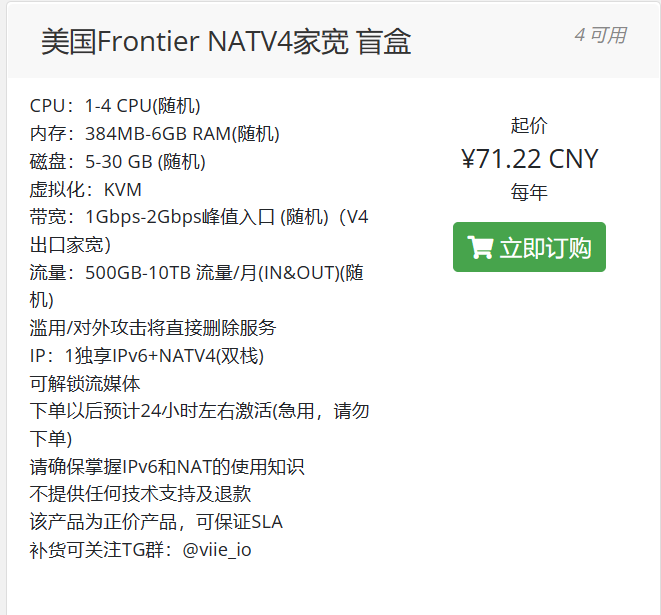 美国Frontier NATV4家宽 盲盒
4 可用
CPU：1-4 CPU(随机)
内存：384MB-6GB RAM(随机)
磁盘：5-30 GB (随机)
虚拟化：KVM
带宽：1Gbps-2Gbps峰值入口 (随机)（V4
出口家宽）
流量：500GB-10TB 流量/月(IN&OUT)(随
机)
滥用/对外攻击将直接删除服务
IP：1独享IPv6+NATV4(双栈)
可解锁流媒体
下单以后预计24小时左右激活(急用，请勿
下单)
请确保掌握IPv6和NAT的使用知识
不提供任何技术支持及退款
该产品为正价产品，可保证SLA
补货可关注TG群：@viie_io
起价
¥71.22 CNY
每年
立即订购